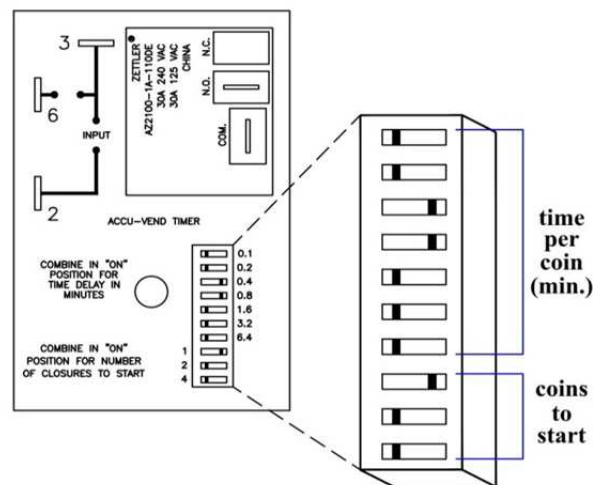 3
6
INPUT
2
ZETTLER
AZ2100-1A-110DE
30A 240 VAC
30A 125 VAC
CHINA
N.C.
N.O.
COM.
ACCU-VEND TIMER
COMBINE IN "ON"
POSITION FOR
TIME DELAY IN
MINUTES
0.1
0.2
0.4
0.8
1.6
3.2
6.4
COMBINE IN "ON"
POSITION FOR NUMBER
OF CLOSURES TO START
1
2
4
time
per
coin
(min.)
coins
to
start